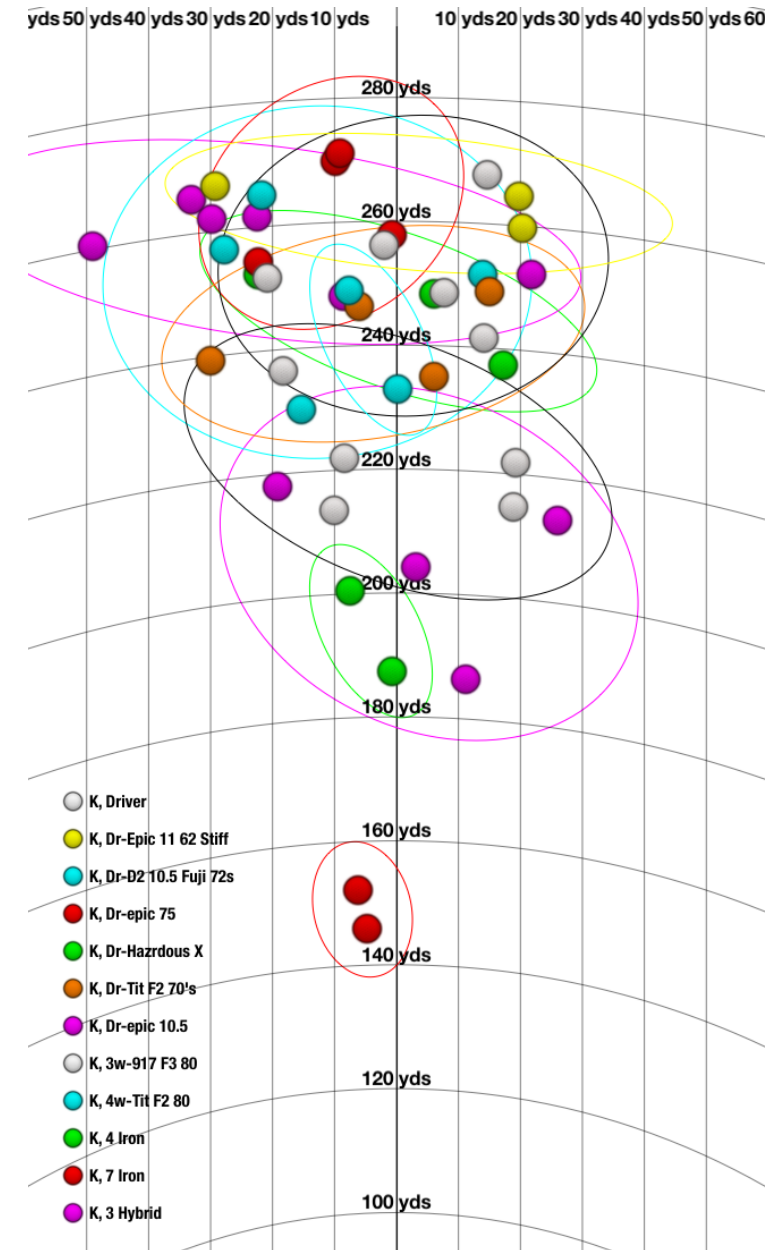 yds 50 yds 40 yds 30 yds 20 yds 10 yds 10 yds 20 yds 30 yds 40 yds 50 yds 60
280 yds
260 yds
240 yds
220 yds
200 yds
180 yds
160 yds
140 yds
120 yds
100 yds
K, Driver
K, Dr-Epic 11 62 Stiff
K, Dr-D2 10.5 Fuji 72s
K, Dr-epic 75
K, Dr-Hazrdous X
K, Dr-Tit F2 70's
K, Dr-epic 10.5
K, 3w-917 F3 80
K, 4w-Tit F2 80
K, 4 Iron
K, 7 Iron
K, 3 Hybrid